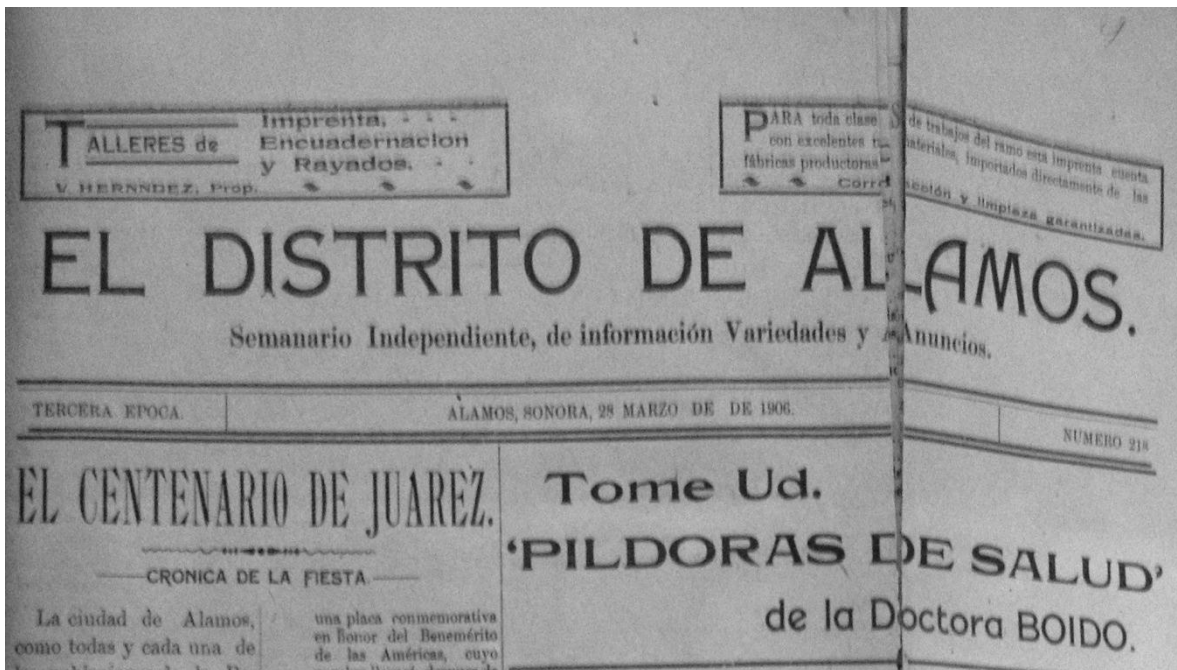 TALLERES de
Imprenta,
Encuadernacion
y Rayados.
V. HERNNDEZ, Prop.
PARA toda clase de trabajos del ramo esta imprenta cuenta
con excelentes materiales, importados directamente de las
fábricas productoras
Corrección y limpieza garantizadas.
EL DISTRITO DE ALAMOS.
Semanario Independiente, de información Variedades y Anuncios.
TERCERA EPOCA.
ALAMOS, SONORA, 28 MARZO DE DE 1906.
NUMERO 218
EL CENTENARIO DE JUAREZ.
CRONICA DE LA FIESTA.
La ciudad de Alamos,
como todas y cada una de
una placa conmemorativa
en honor del Benemérito
de las Américas, cuyo
Tome Ud.
'PILDORAS DE SALUD'
de la Doctora BOIDO.